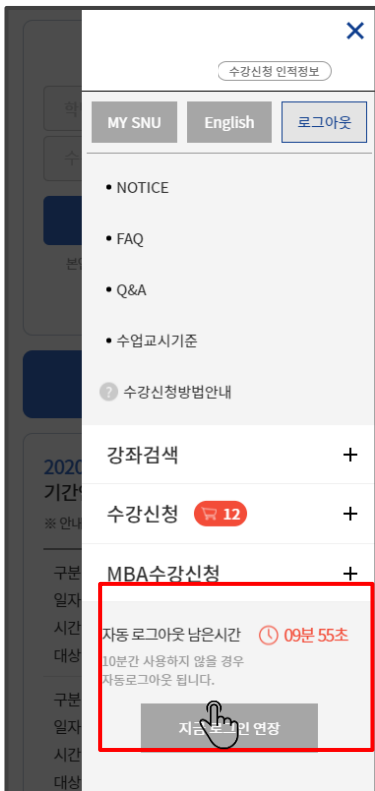 수강신청 인적정보
MY SNU English 로그아웃
• NOTICE
• FAQ
• Q&A
• 수업교시기준
? 수강신청방법안내
강좌검색 +
수강신청 12 +
MBA수강신청 +
자동 로그아웃 남은시간 09분 55초
10분간 사용하지 않을 경우
자동로그아웃 됩니다.
지금 로그인 연장
2020
기간
※ 안내
구분
일자
시간
대상
구분
일자
시간
대상